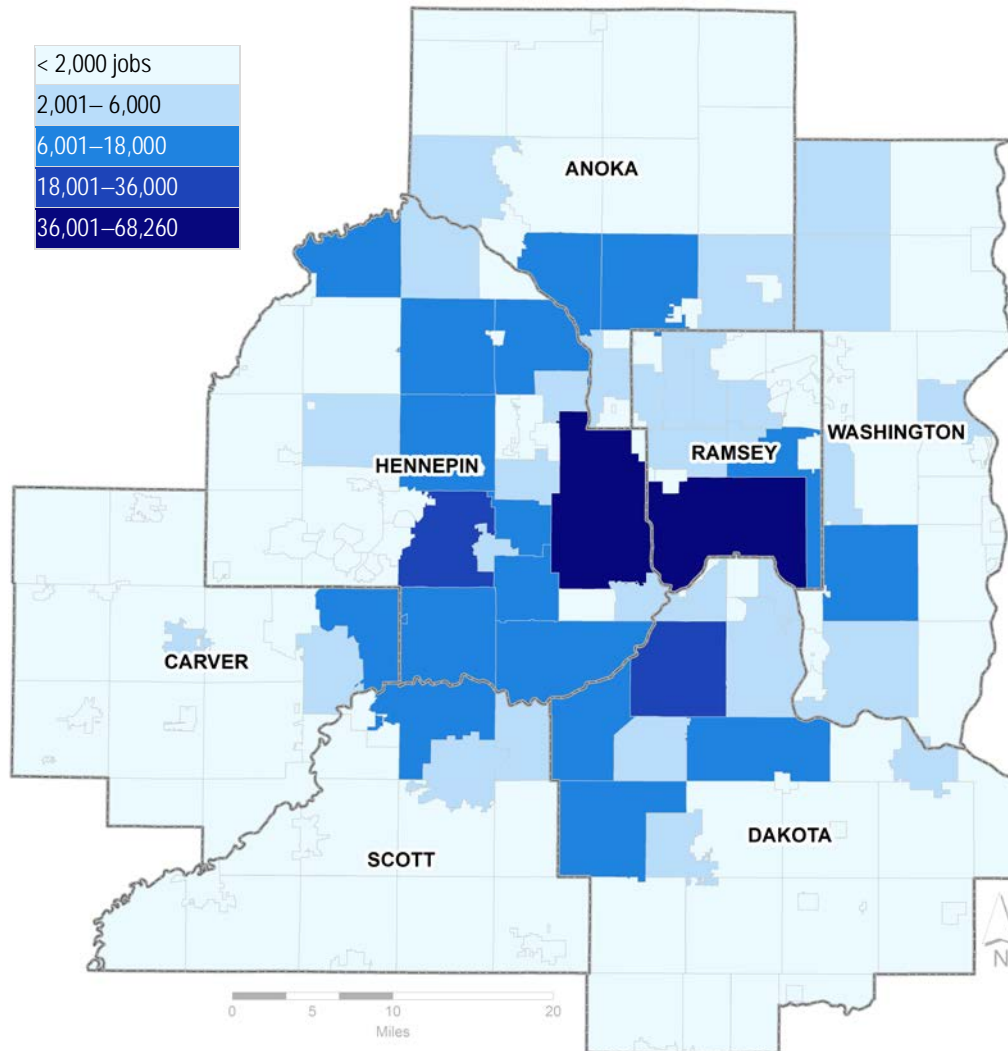 < 2,000 jobs
2,001– 6,000
6,001–18,000
18,001–36,000
36,001–68,260
ANOKA
WASHINGTON
RAMSEY
HENNEPIN
CARVER
DAKOTA
SCOTT
N
0 5 10 20
Miles